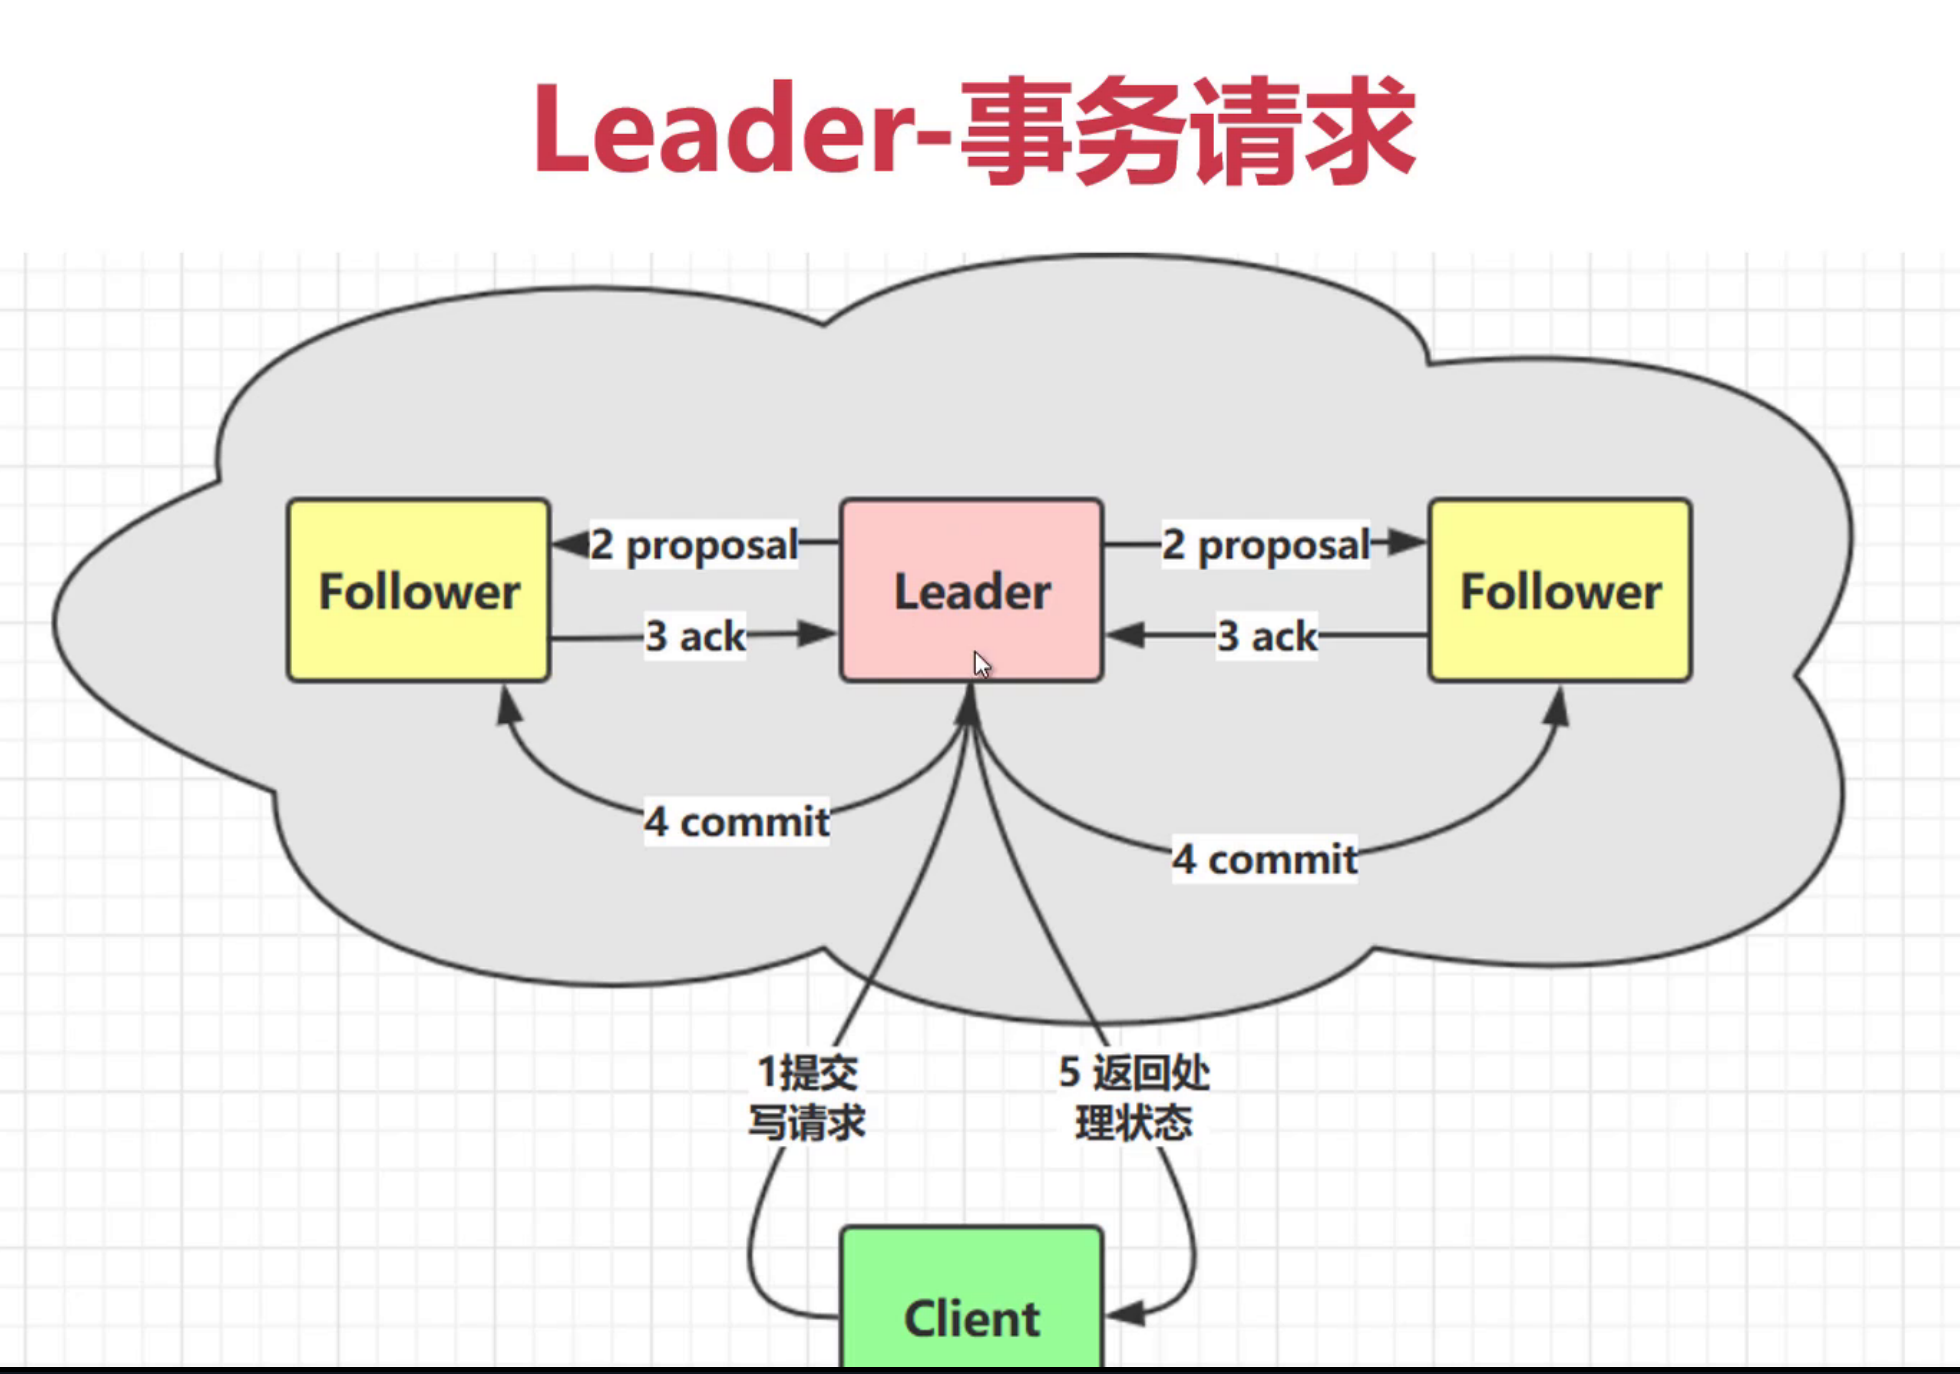 Leader-事务请求
2 proposal
2 proposal
Follower
Leader
Follower
3 ack
3 ack
4 commit
4 commit
1提交
写请求
5 返回处
理状态
Client